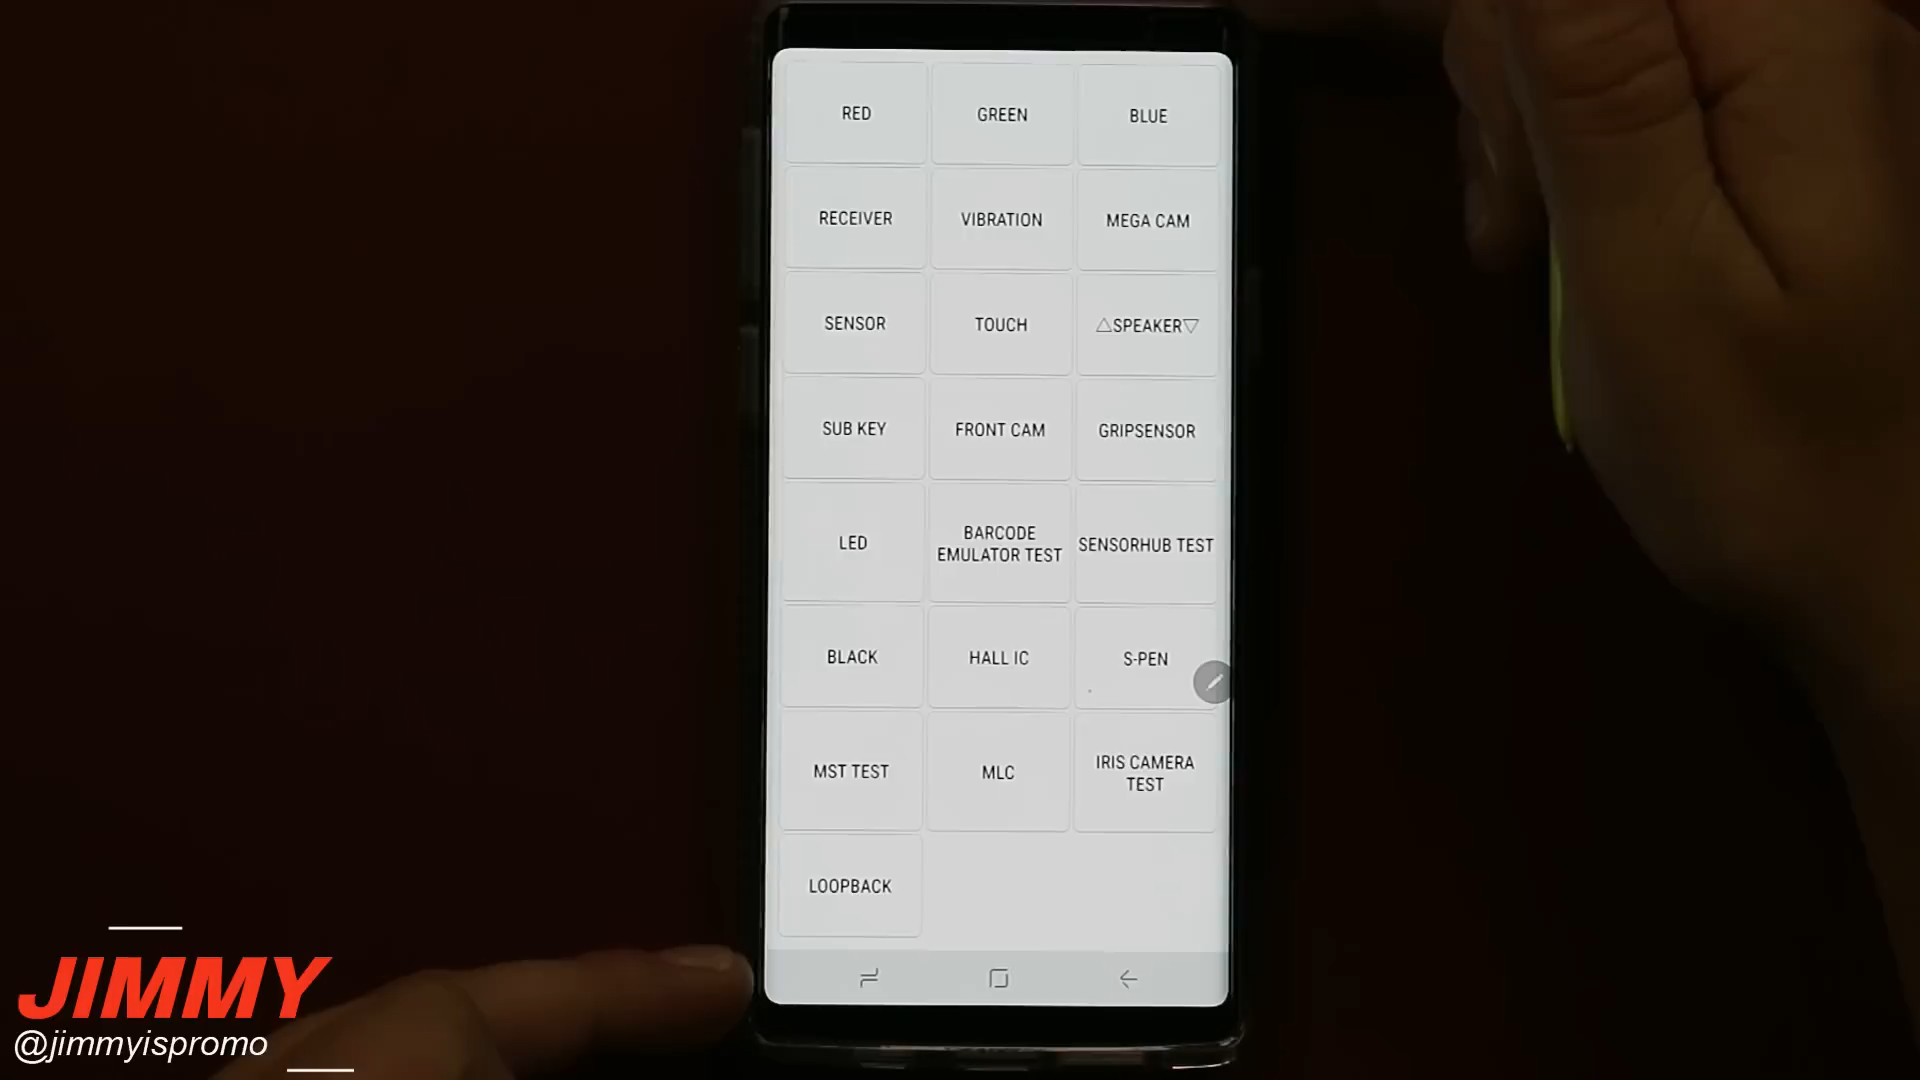 RED
GREEN
BLUE
RECEIVER
VIBRATION
MEGA CAM
SENSOR
TOUCH
△SPEAKER▽
SUB KEY
FRONT CAM
GRIPSENSOR
LED
BARCODE
EMULATOR TEST
SENSORHUB TEST
BLACK
HALL IC
S-PEN
MST TEST
MLC
IRIS CAMERA
TEST
LOOPBACK
JIMMY
@jimmyispromo